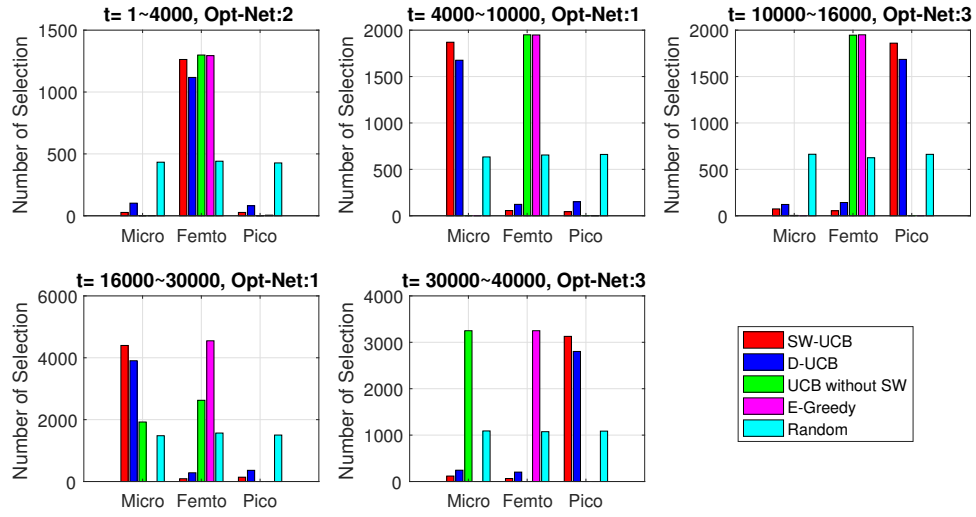 t= 1~4000, Opt-Net:2
Number of Selection
1500
1000
500
0
Micro Femto Pico
t= 4000~10000, Opt-Net:1
Number of Selection
2000
1500
1000
500
0
Micro Femto Pico
t= 10000~16000, Opt-Net:3
Number of Selection
2000
1500
1000
500
0
Micro Femto Pico
t= 16000~30000, Opt-Net:1
Number of Selection
6000
4000
2000
0
Micro Femto Pico
t= 30000~40000, Opt-Net:3
Number of Selection
4000
3000
2000
1000
0
Micro Femto Pico
SW-UCB
D-UCB
UCB without SW
E-Greedy
Random